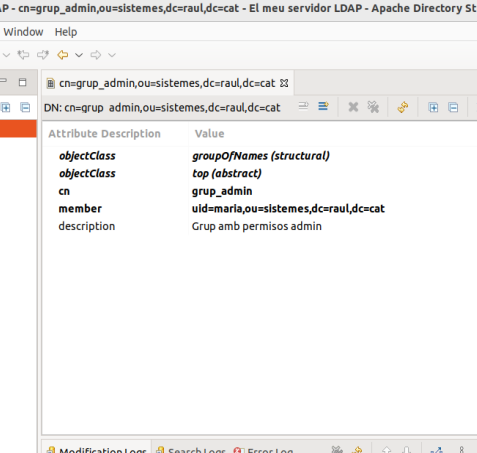 AP - cn=grup_admin,ou=sistemes,dc=raul,dc=cat - El meu servidor LDAP - Apache Directory St
Window Help
cn=grup_admin,ou=sistemes,dc=raul,dc=cat
DN: cn=grup_admin,ou=sistemes,dc=raul,dc=cat
Attribute Description Value
objectClass groupOfNames (structural)
objectClass top (abstract)
cn grup_admin
member uid=maria,ou=sistemes,dc=raul,dc=cat
description Grup amb permisos admin
Modification Logs Search Logs Error Log